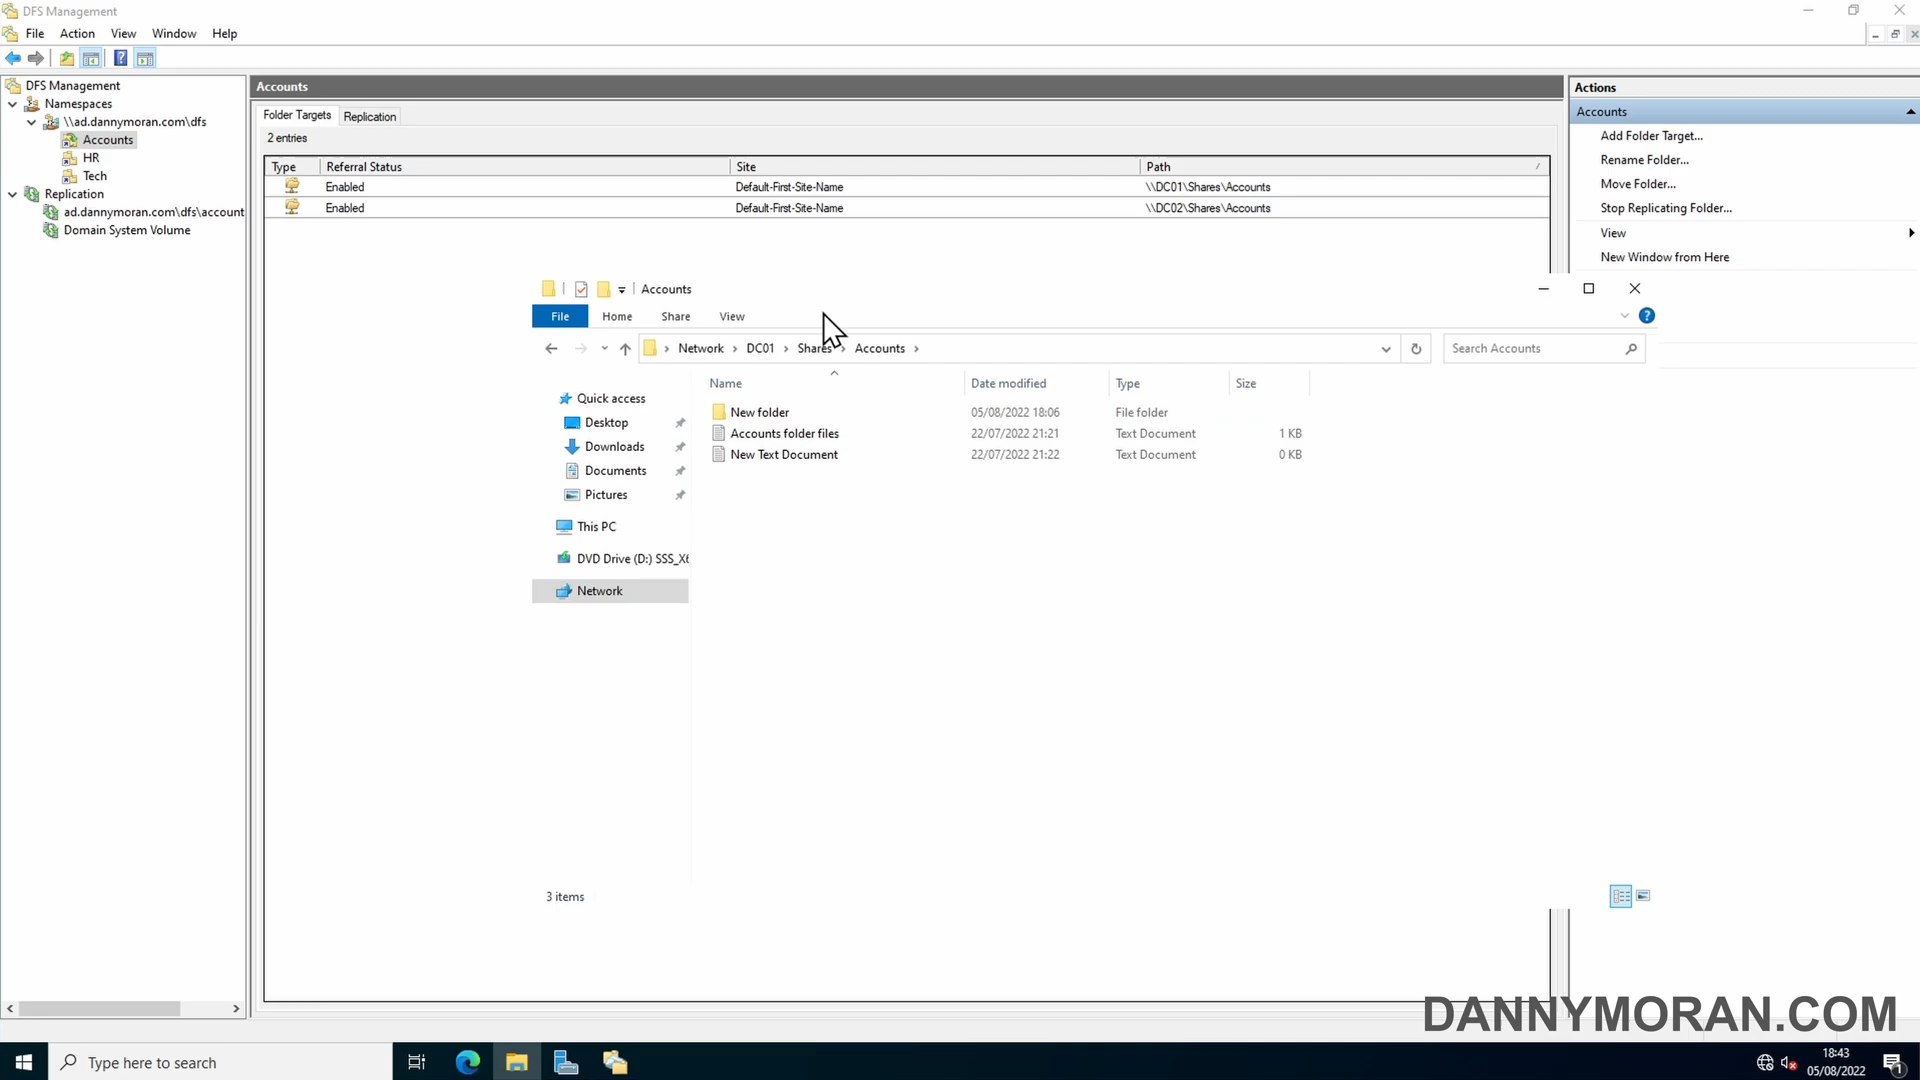 DFS Management
File Action View Window Help
DFS Management
Namespaces
\\ad.dannymoran.com\dfs
Accounts
HR
Tech
Replication
ad.dannymoran.com\dfs\account
Domain System Volume
Accounts
Folder Targets Replication
2 entries
Type Referral Status Site Path
Enabled Default-First-Site-Name \\DC01\Shares\Accounts
Enabled Default-First-Site-Name \\DC02\Shares\Accounts
Actions
Accounts
Add Folder Target...
Rename Folder...
Move Folder...
Stop Replicating Folder...
View
New Window from Here
Accounts
File Home Share View
Network DC01 Shares Accounts
Search Accounts
Name Date modified Type Size
New folder 05/08/2022 18:06 File folder
Accounts folder files 22/07/2022 21:21 Text Document 1 KB
New Text Document 22/07/2022 21:22 Text Document 0 KB
Quick access
Desktop
Downloads
Documents
Pictures
This PC
DVD Drive (D:) SSS_X6
Network
3 items
DANNYMORAN.COM
Type here to search
18:43
05/08/2022
1